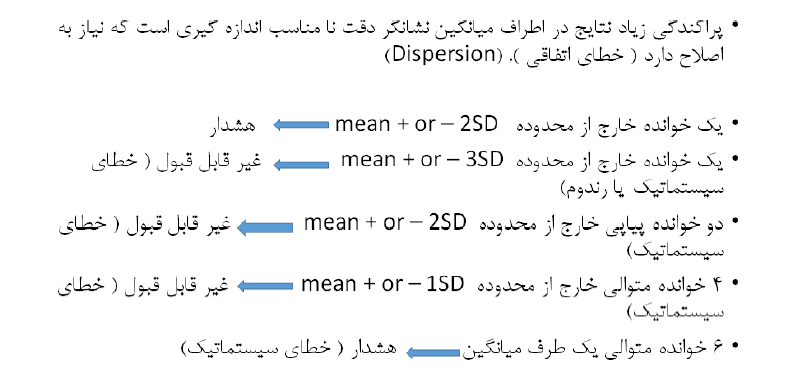 • پراکندگی زیاد نتایج در اطراف میانگین نشانگر دقت نا مناسب اندازه گیری است که نیاز به
اصلاح دارد ( خطای اتفاقی ). (Dispersion)
• یک خوانده خارج از محدوده mean + or – 2SD ← هشدار
• یک خوانده خارج از محدوده mean + or – 3SD ← غیر قابل قبول ( خطای
سیستماتیک یا رندوم)
• دو خوانده پیاپی خارج از محدوده mean + or – 2SD ← غیر قابل قبول ( خطای
سیستماتیک)
• ۴ خوانده متوالی خارج از محدوده mean + or – 1SD ← غیر قابل قبول ( خطای
سیستماتیک)
• ۶ خوانده متوالی یک طرف میانگین ← هشدار ( خطای سیستماتیک)